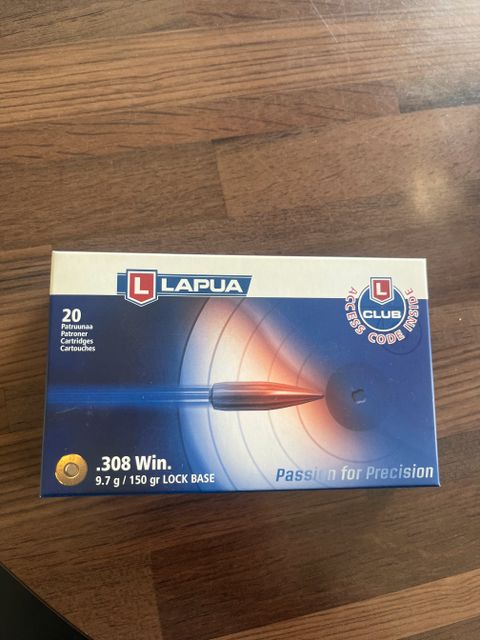 L LAPUA
20
Patruunaa
Patroner
Cartridges
Cartouches
L
CLUB
ACCESS CODE INSIDE
.308 Win.
9.7 g / 150 gr LOCK BASE
Passion for Precision